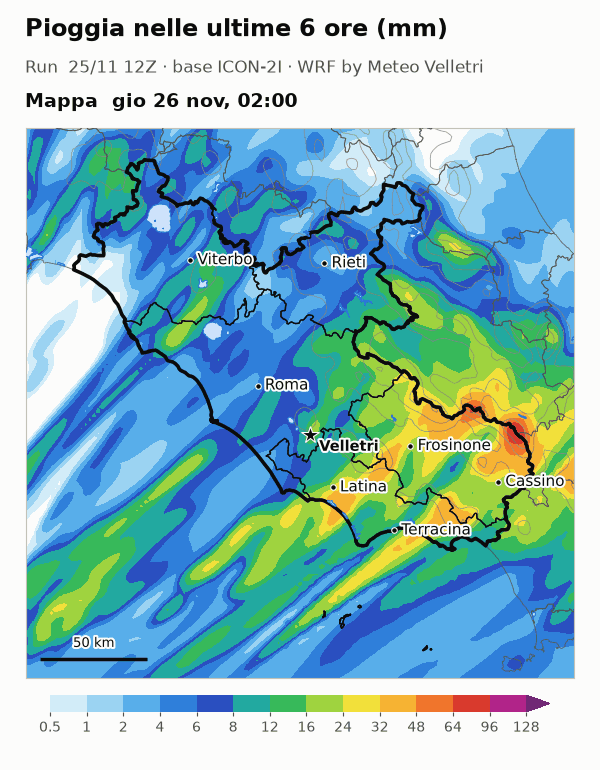 Pioggia nelle ultime 6 ore (mm)
Run  25/11 12Z · base ICON-2I · WRF by Meteo Velletri
Mappa  gio 26 nov, 02:00
Viterbo
Rieti
Roma
Velletri
Frosinone
Cassino
Latina
Terracina
50 km
0.5 1 2 4 6 8 12 16 24 32 48 64 96 128